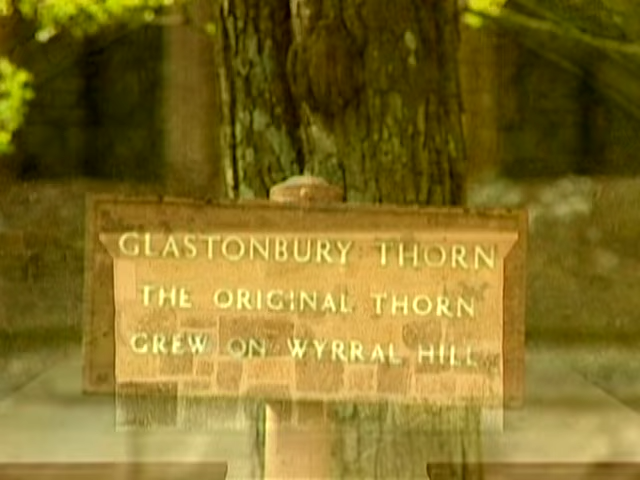 GLASTONBURY THORN
THE ORIGINAL THORN
GREW ON WYRRAL HILL